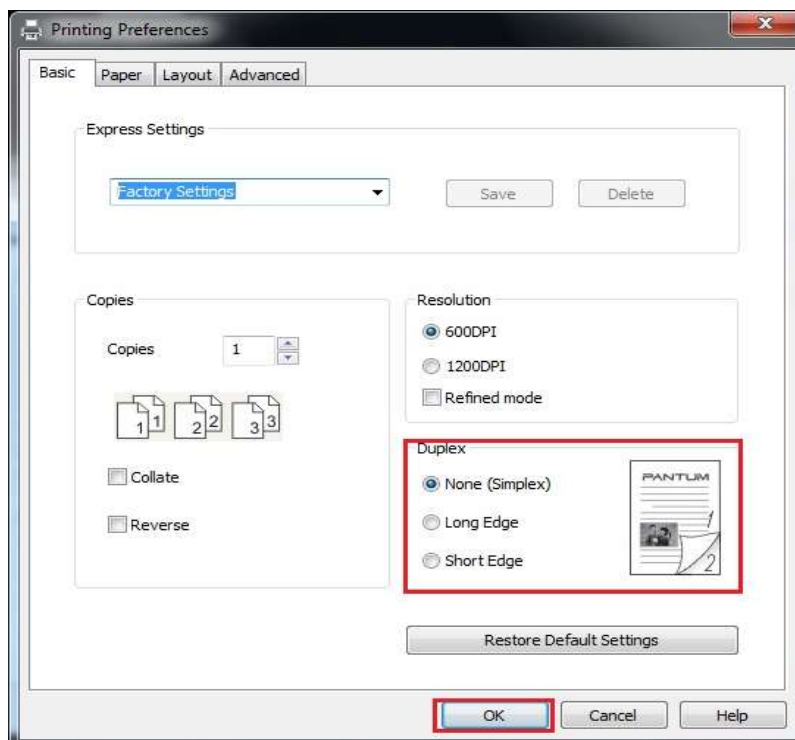 Printing Preferences
Basic Paper Layout Advanced
Express Settings
Factory Settings
Save
Delete
Copies
Copies 1
1 1 2 2 3 3
Collate
Reverse
Resolution
600DPI
1200DPI
Refined mode
Duplex
None (Simplex)
Long Edge
Short Edge
PANTUM
1
2
Restore Default Settings
OK Cancel Help